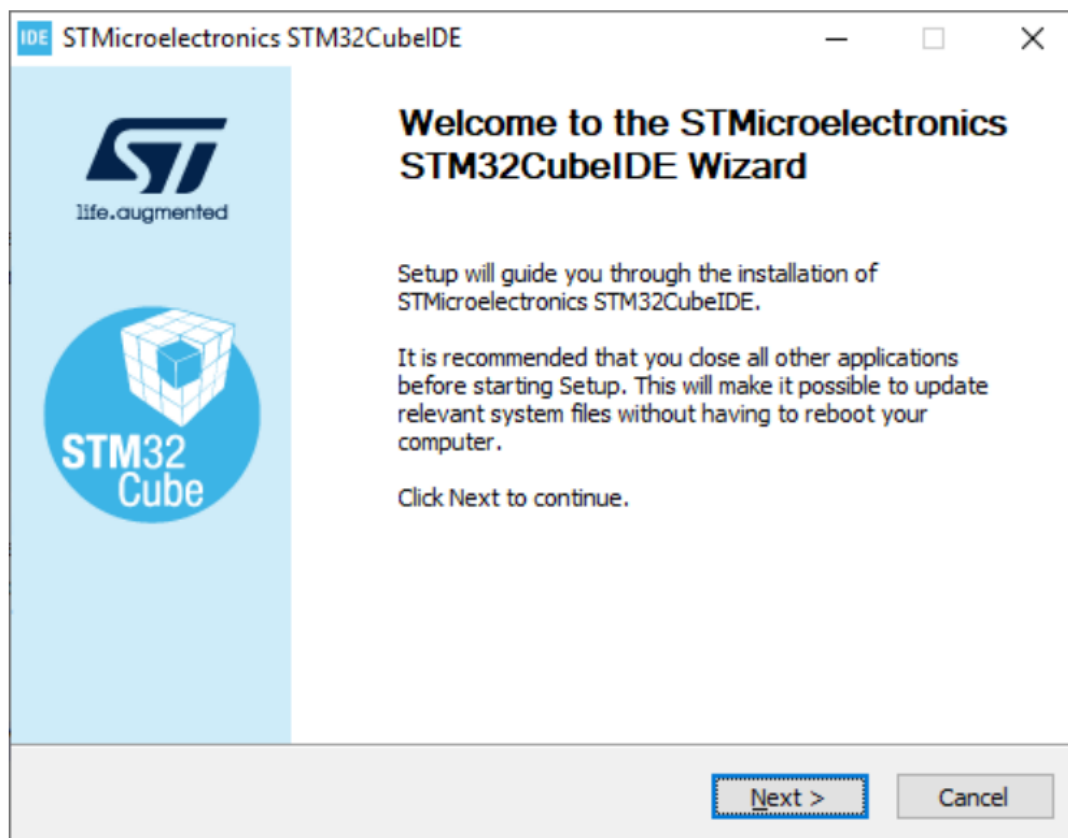 IDE STMicroelectronics STM32CubeIDE
ST
life.augmented
STM32
Cube
Welcome to the STMicroelectronics
STM32CubeIDE Wizard
Setup will guide you through the installation of
STMicroelectronics STM32CubeIDE.
It is recommended that you close all other applications
before starting Setup. This will make it possible to update
relevant system files without having to reboot your
computer.
Click Next to continue.
Next > Cancel